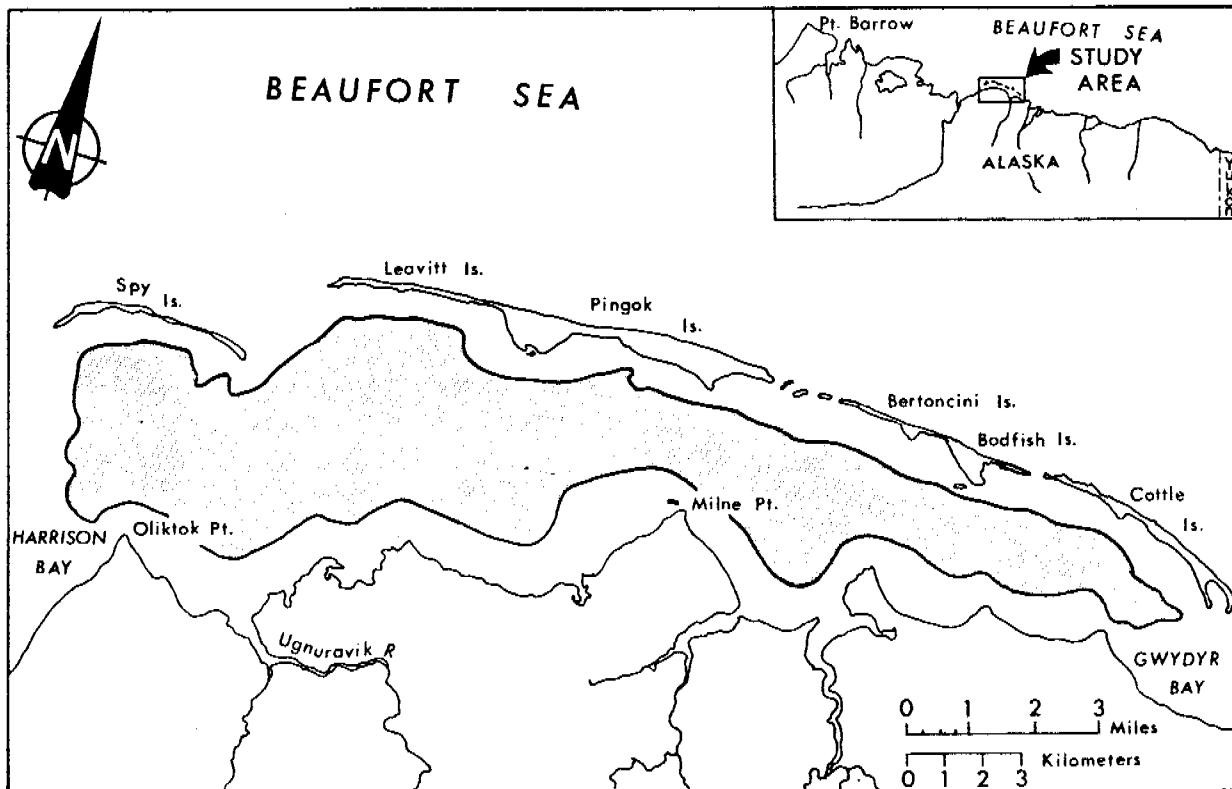 BEAUFORT SEA
N
Pt. Barrow
BEAUFORT SEA
STUDY
AREA
ALASKA
YUKON
Spy
Is.
Leavitt Is.
Pingok
Is.
Bertoncini Is.
Bodfish Is.
Cottle
Is.
Milne Pt.
Oliktok Pt.
HARRISON
BAY
Ugnuravik R
GWYDYR
BAY
0 1 2 3
Miles
Kilometers
0 1 2 3